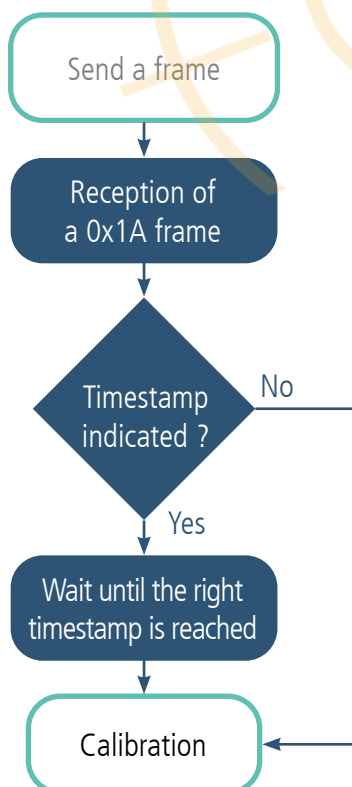 Send a frame
Reception of
a 0x1A frame
Timestamp
indicated ?
No
Yes
Wait until the right
timestamp is reached
Calibration